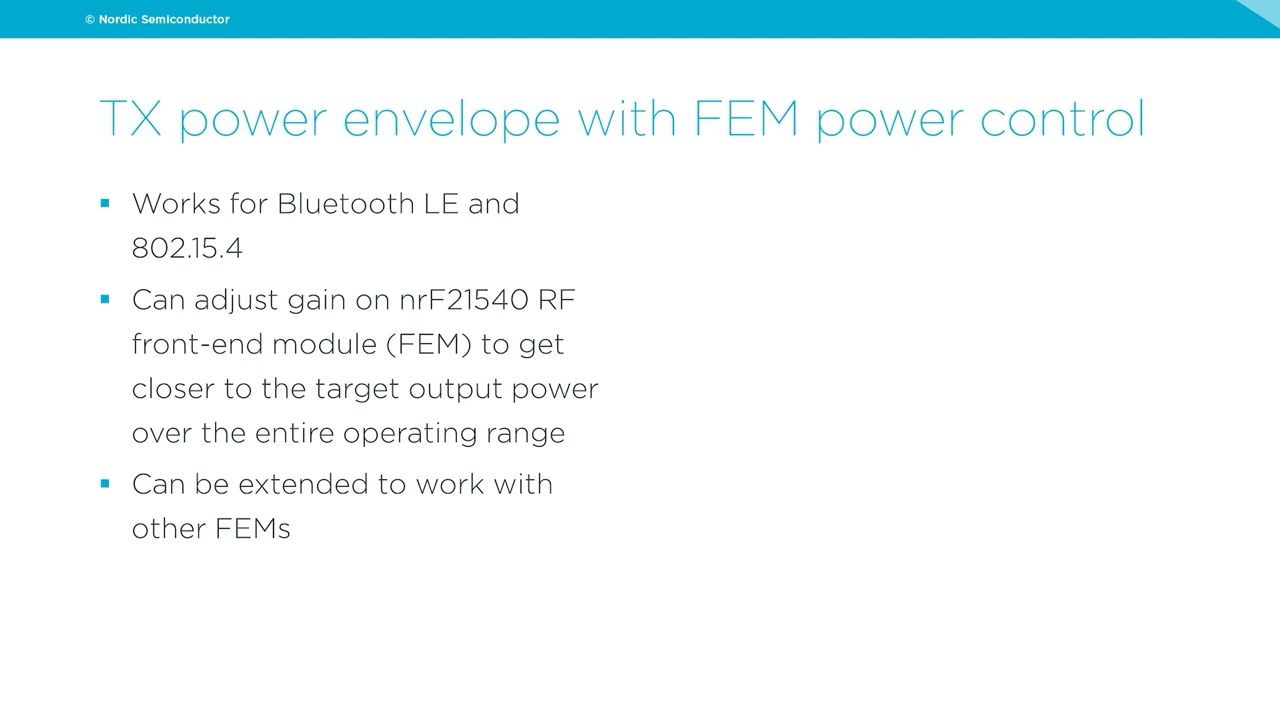 © Nordic Semiconductor
TX power envelope with FEM power control
▪ Works for Bluetooth LE and
802.15.4
▪ Can adjust gain on nrF21540 RF
front-end module (FEM) to get
closer to the target output power
over the entire operating range
▪ Can be extended to work with
other FEMs